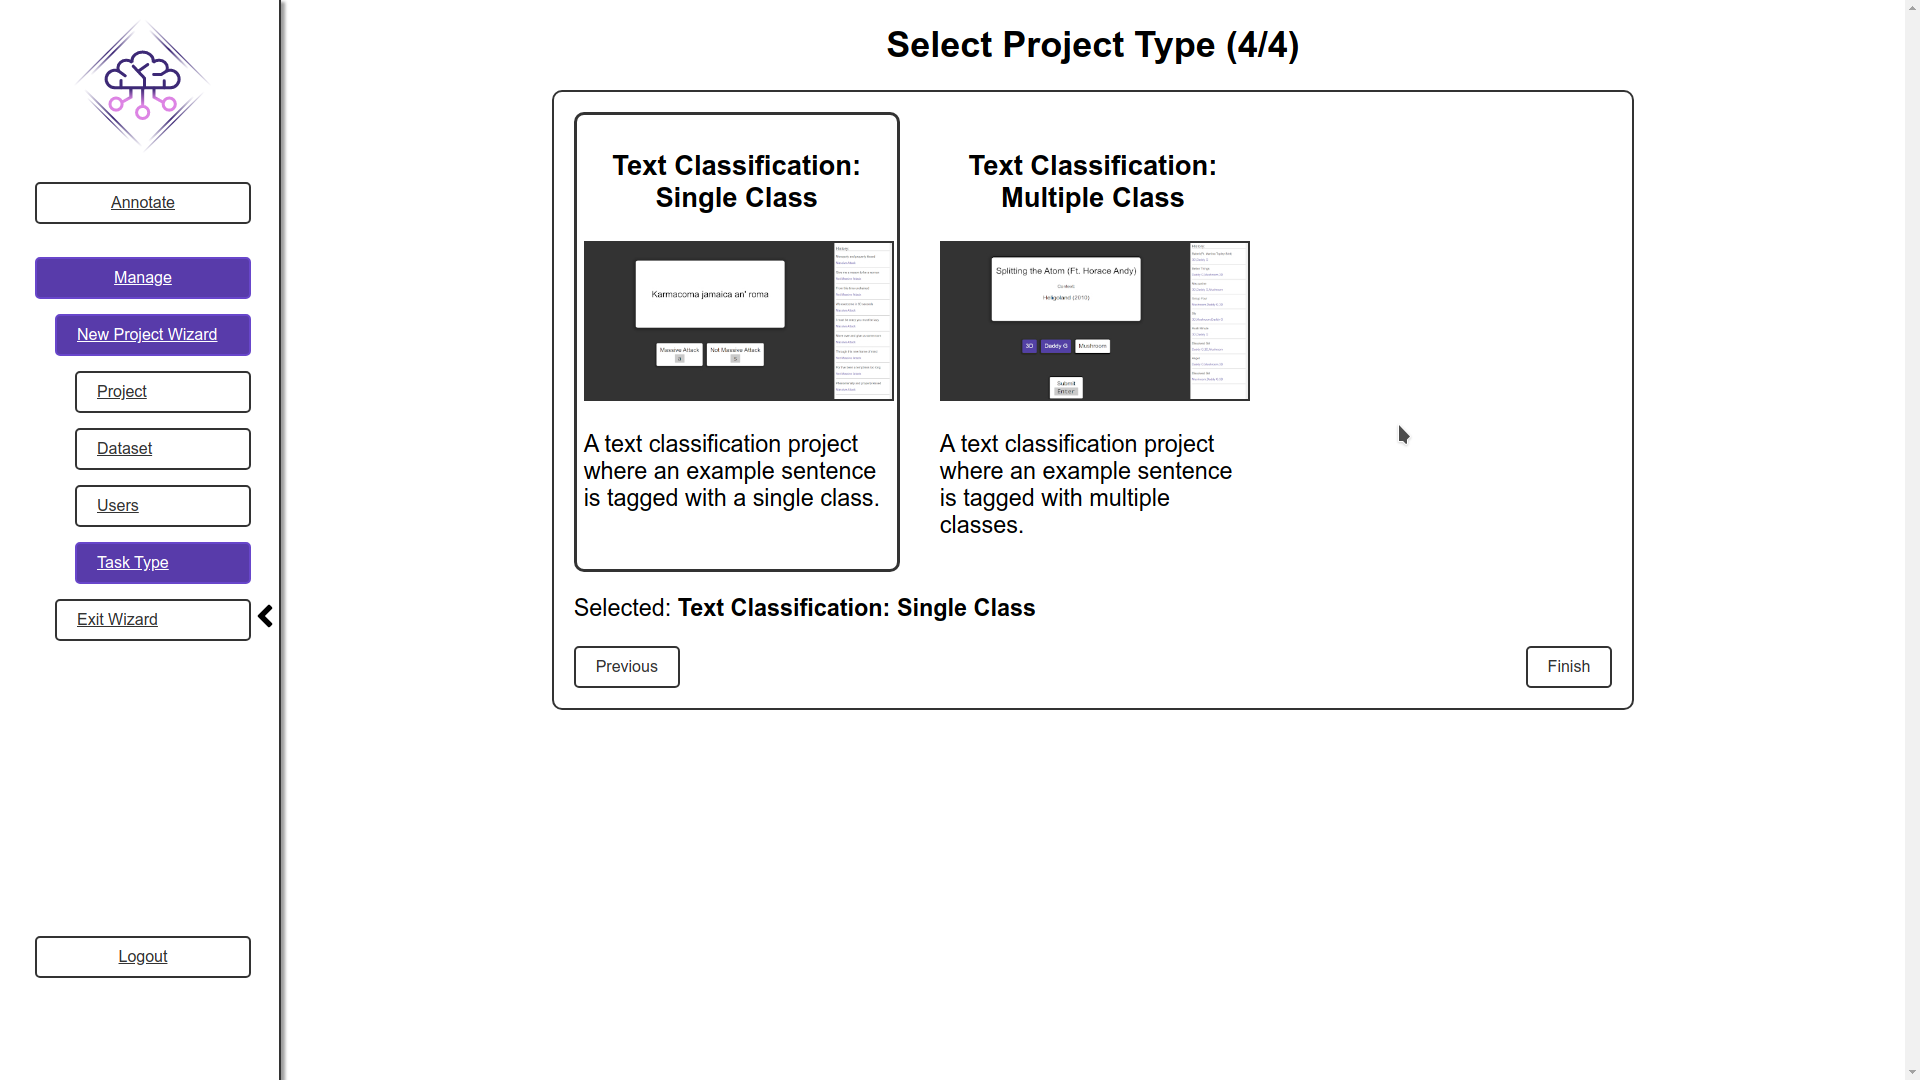 Select Project Type (4/4)
Annotate
Manage
New Project Wizard
Project
Dataset
Users
Task Type
Exit Wizard
Logout
Text Classification:
Single Class
Karmacoma jamaica an' roma
Massive Attack
a
Not Massive Attack
s
History
A text classification project
where an example sentence
is tagged with a single class.
Text Classification:
Multiple Class
Splitting the Atom (Ft. Horace Andy)
Context:
Heligoland (2010)
3D
Daddy G
Mushroom
Submit
Enter
History
A text classification project
where an example sentence
is tagged with multiple
classes.
Selected: Text Classification: Single Class
Previous
Finish